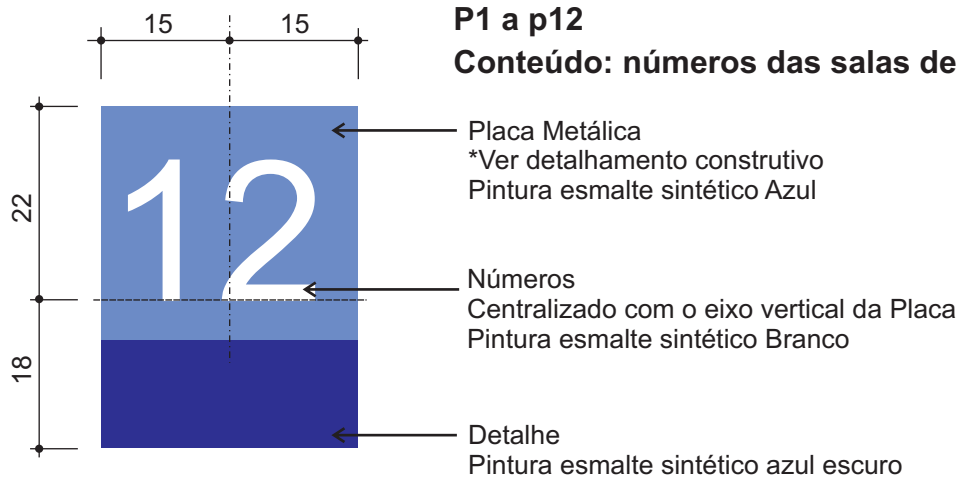 15
15
P1 a p12
Conteúdo: números das salas de
Placa Metálica
*Ver detalhamento construtivo
Pintura esmalte sintético Azul
12
22
Números
Centralizado com o eixo vertical da Placa
Pintura esmalte sintético Branco
18
Detalhe
Pintura esmalte sintético azul escuro